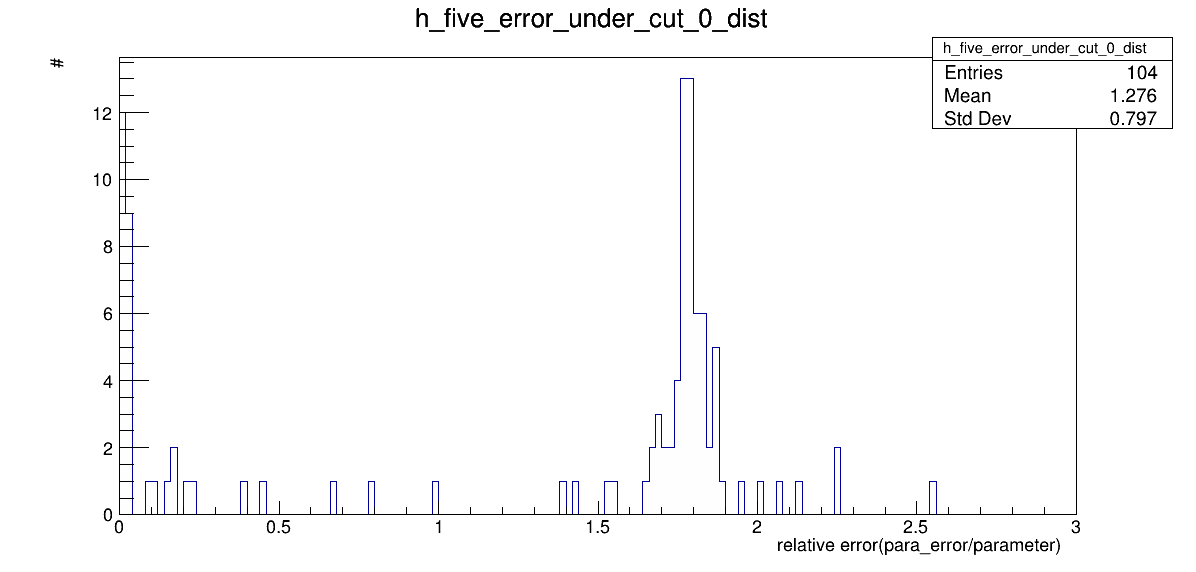 h_five_error_under_cut_0_dist
#
h_five_error_under_cut_0_dist
Entries 104
Mean 1.276
Std Dev 0.797
12
10
8
6
4
2
0
0 0.5 1 1.5 2 2.5 3
relative error(para_error/parameter)